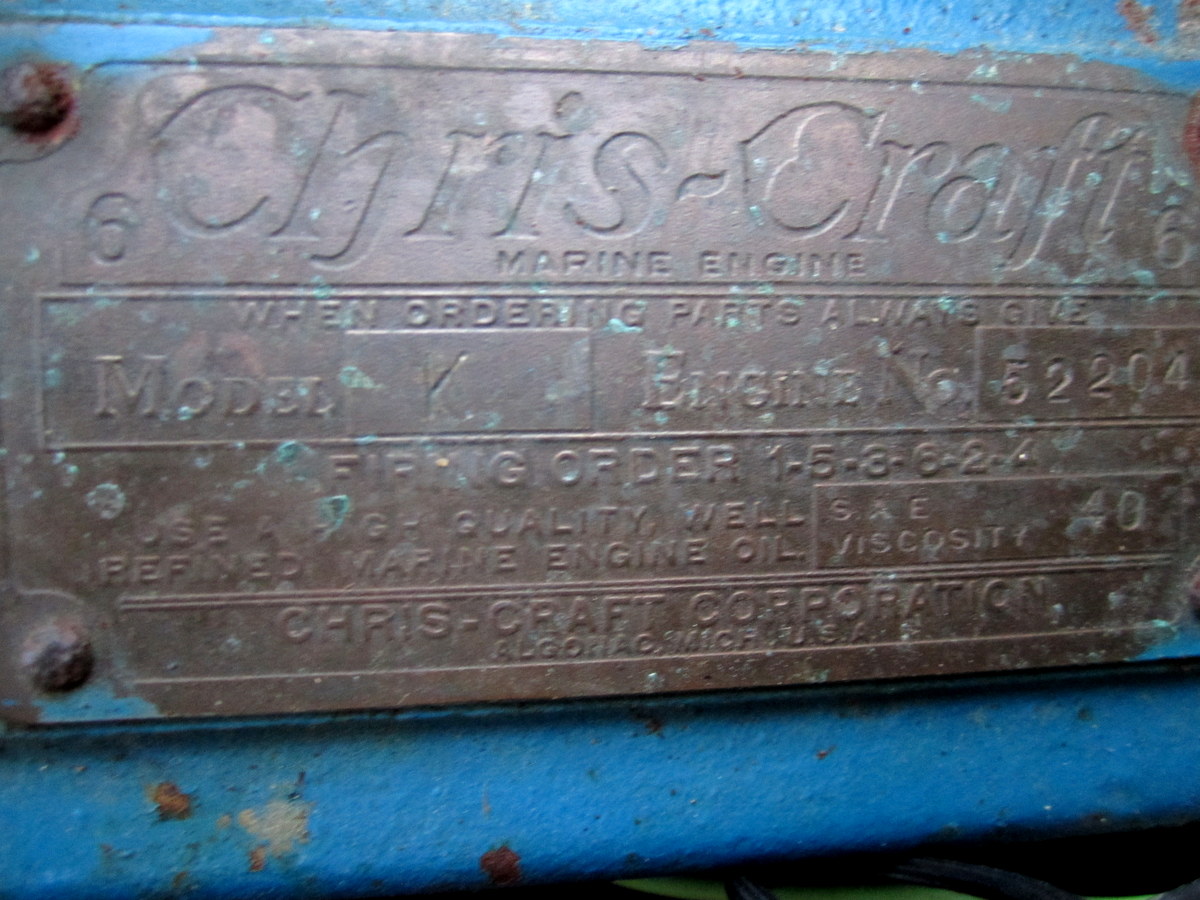 6 Chris-Craft 6
MARINE ENGINE
WHEN ORDERING PARTS ALWAYS GIVE
MODEL K ENGINE No. 52204
FIRING ORDER 1-5-3-6-2-4
USE A HIGH QUALITY, WELL
REFINED MARINE ENGINE OIL.
S A E
VISCOSITY 40
CHRIS-CRAFT CORPORATION
ALGONAC, MICH., U.S.A.